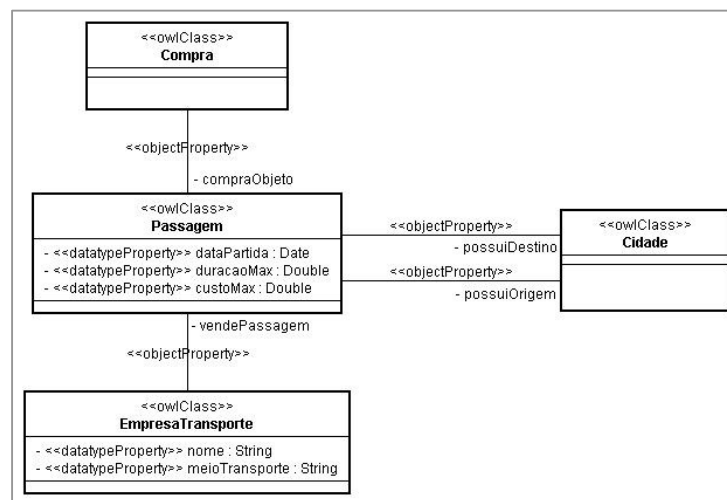 <<owlClass>>
Compra
<<objectProperty>>
- compraObjeto
<<owlClass>>
Passagem
- <<datatypeProperty>> dataPartida : Date
- <<datatypeProperty>> duracaoMax : Double
- <<datatypeProperty>> custoMax : Double
<<objectProperty>>
- possuiDestino
<<objectProperty>>
- possuiOrigem
<<owlClass>>
Cidade
- vendePassagem
<<objectProperty>>
<<owlClass>>
EmpresaTransporte
- <<datatypeProperty>> nome : String
- <<datatypeProperty>> meioTransporte : String